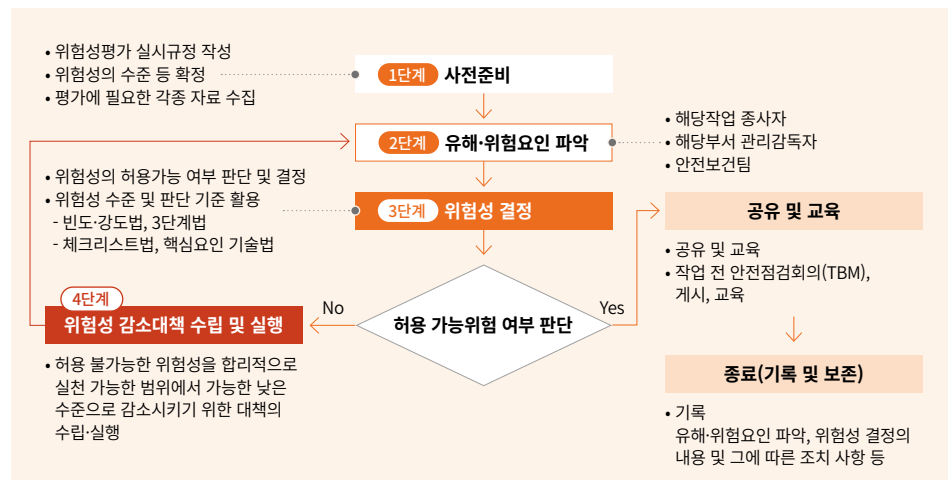 • 위험성평가 실시규정 작성
• 위험성의 수준 등 확정
• 평가에 필요한 각종 자료 수집
1단계 사전준비
2단계 유해·위험요인 파악
• 해당작업 종사자
• 해당부서 관리감독자
• 안전보건팀
• 위험성의 허용가능 여부 판단 및 결정
• 위험성 수준 및 판단 기준 활용
- 빈도·강도법, 3단계법
- 체크리스트법, 핵심요인 기술법
3단계 위험성 결정
공유 및 교육
• 공유 및 교육
• 작업 전 안전점검회의(TBM),
게시, 교육
허용 가능위험 여부 판단
No
Yes
4단계
위험성 감소대책 수립 및 실행
• 허용 불가능한 위험성을 합리적으로
실천 가능한 범위에서 가능한 낮은
수준으로 감소시키기 위한 대책의
수립·실행
종료(기록 및 보존)
• 기록
유해·위험요인 파악, 위험성 결정의
내용 및 그에 따른 조치 사항 등